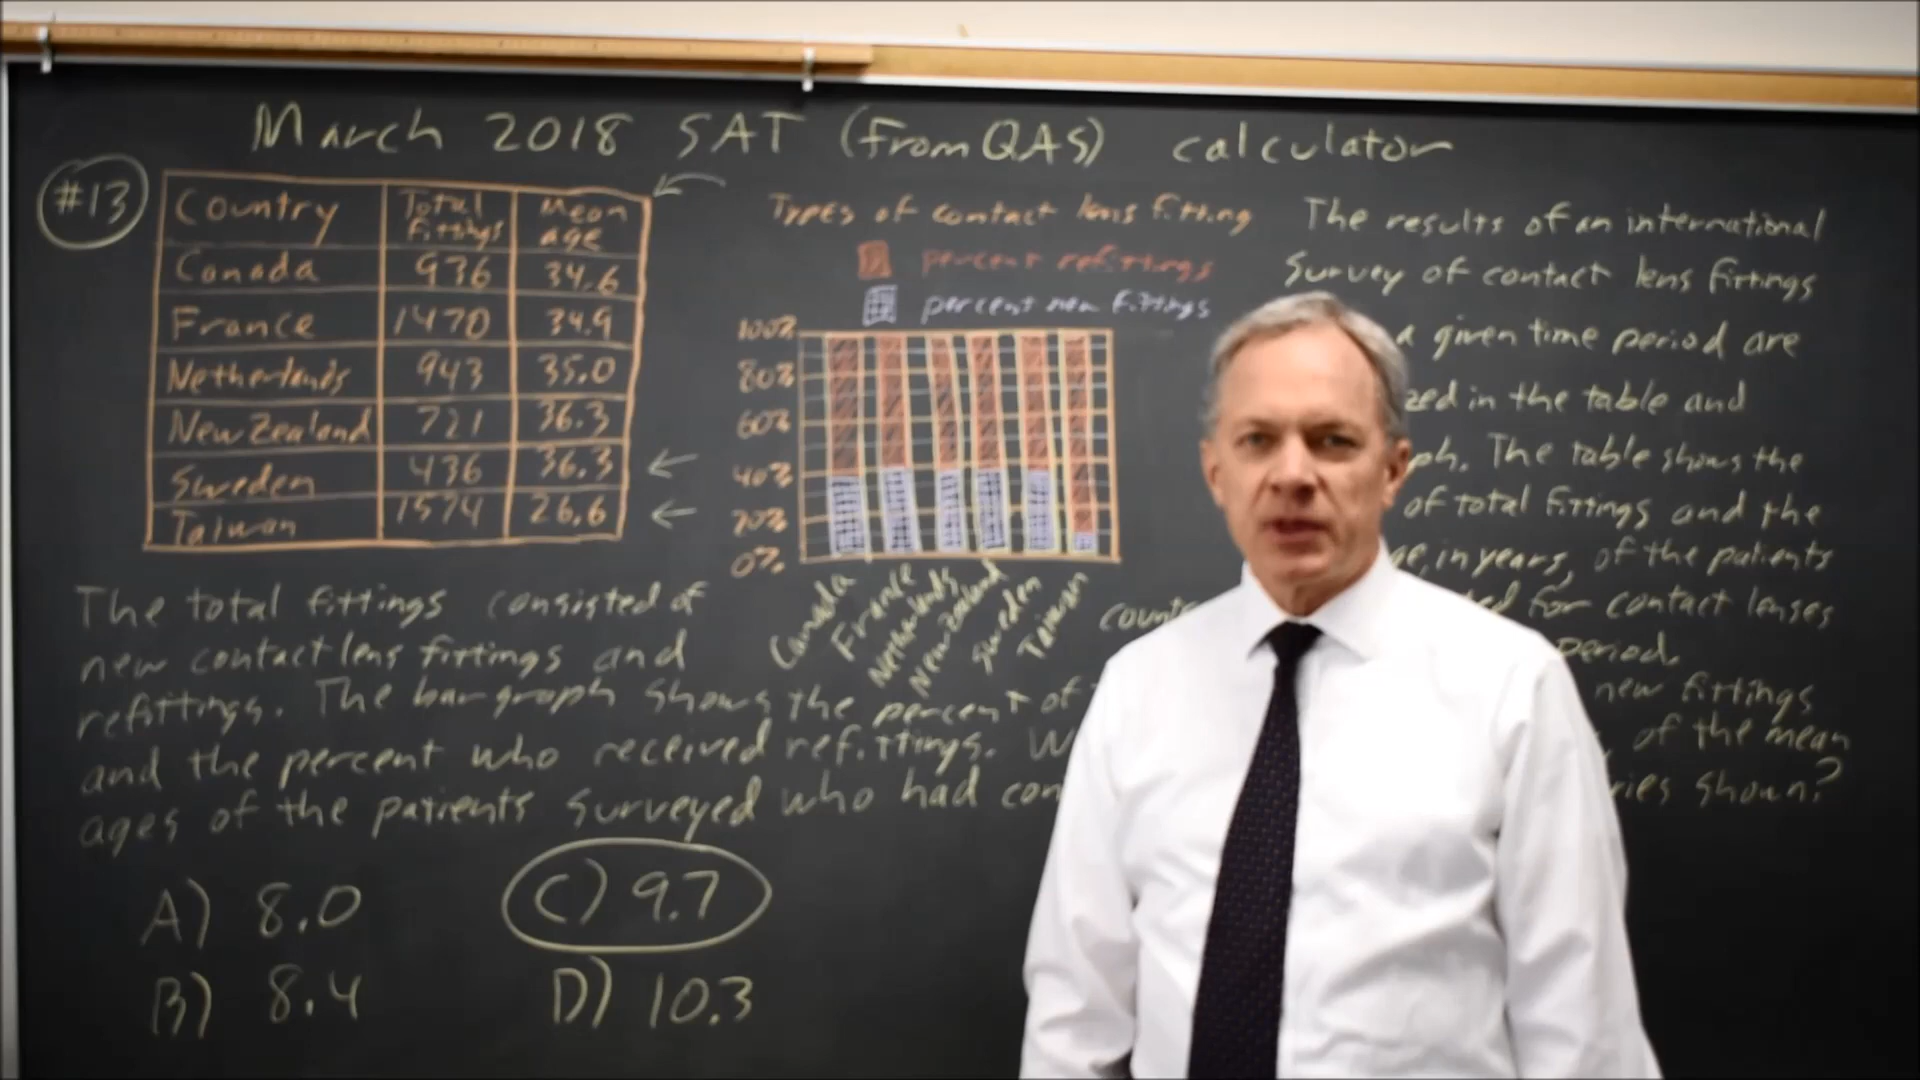 March 2018 SAT (From QAS) calculator
#13
Country Total Fittings Mean age
Canada 936 34.6
France 1470 34.9
Netherlands 943 35.0
New Zealand 721 36.3
Sweden 436 36.3
Taiwan 1574 26.6
Types of contact lens fitting
percent refittings
percent new fittings
100%
80%
60%
40%
20%
0%
Canada
France
Netherlands
New Zealand
Sweden
Taiwan
The results of an international
Survey of contact lens fittings
a given time period are
in the table and
The table shows the
of total fittings and the
in years, of the patients
for contact lenses
period.
The total fittings consisted of
new contact lens fittings and
refittings. The bar graph shows the percent of new fittings
and the percent who received refittings. of the mean
ages of the patients surveyed who had shown?
A) 8.0
C) 9.7
B) 8.4
D) 10.3